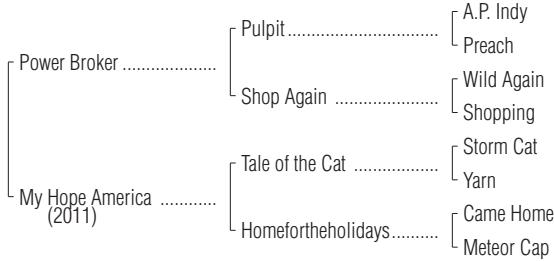 A.P. Indy
Pulpit
Preach
Power Broker
Wild Again
Shop Again
Shopping
Storm Cat
Tale of the Cat
Yarn
My Hope America
(2011)
Came Home
Homefortheholidays
Meteor Cap